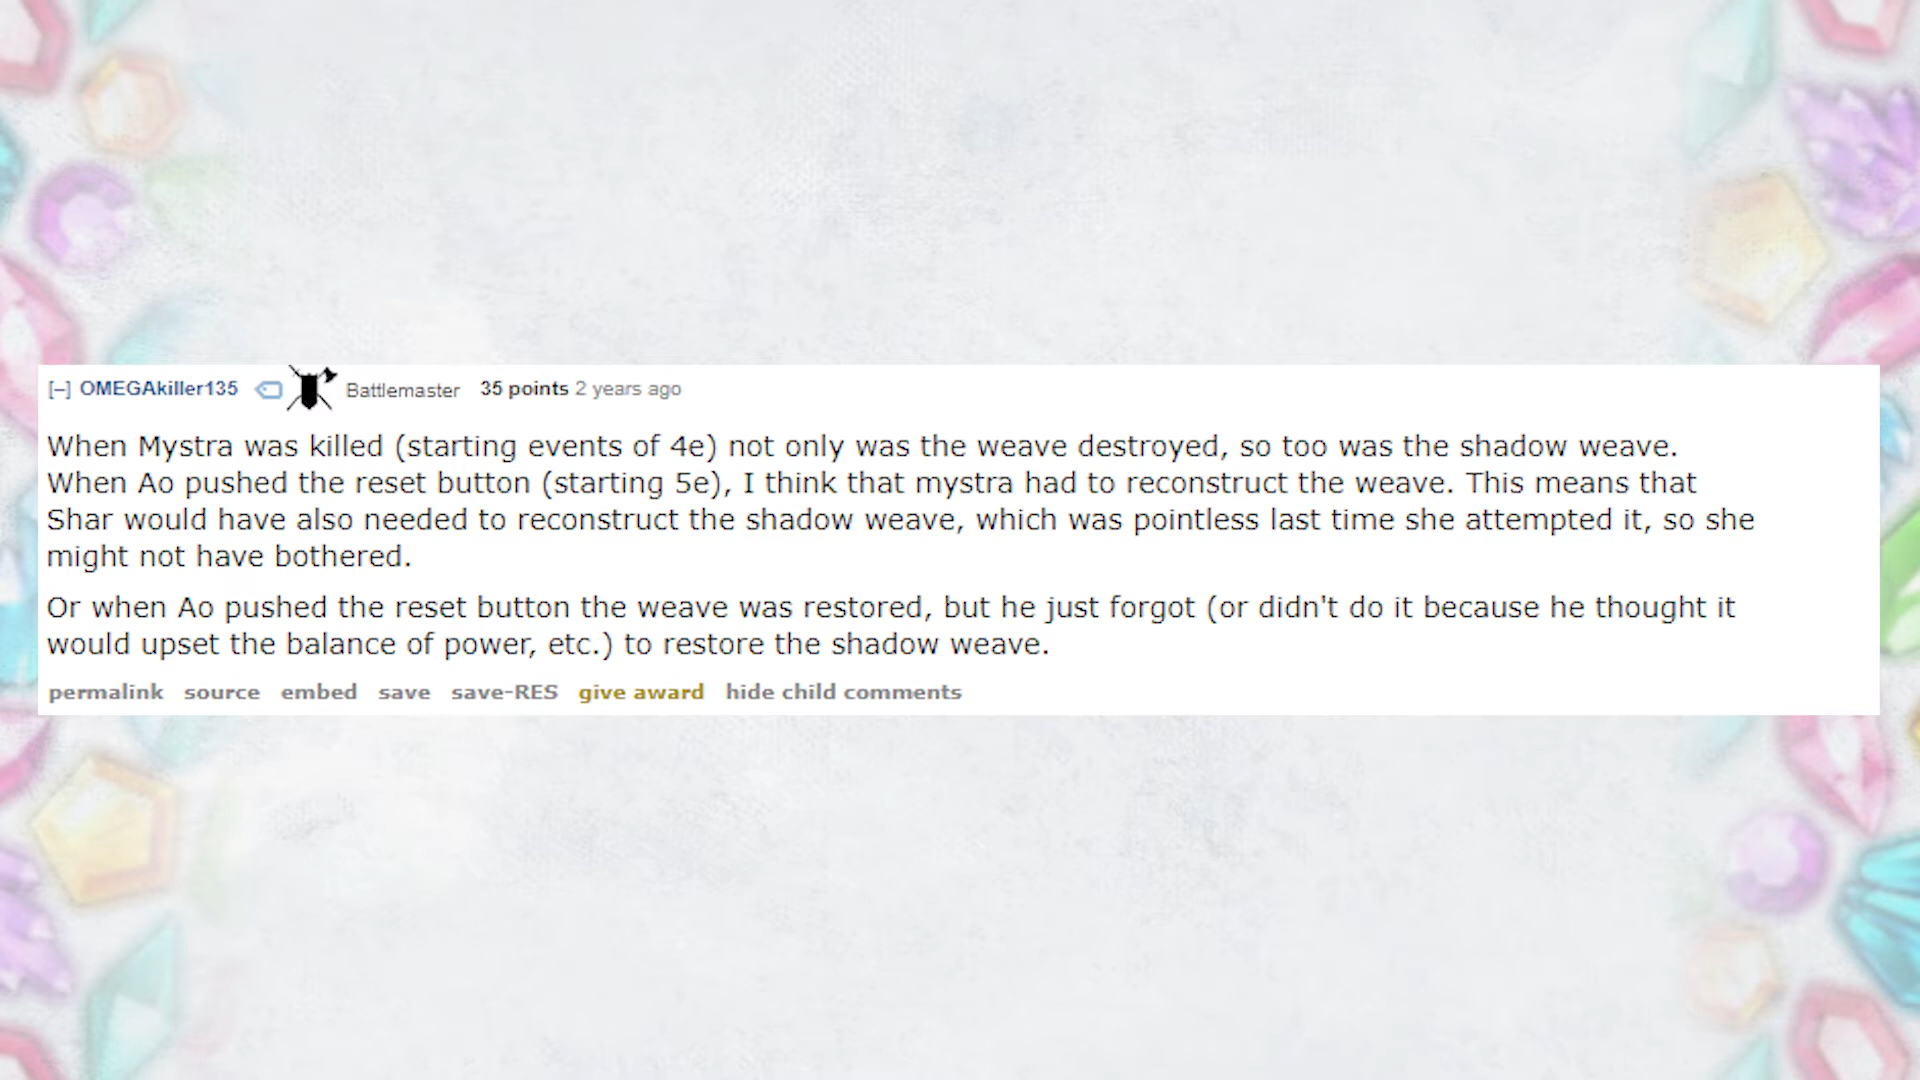 [–] OMEGAkiller135 Battlemaster 35 points 2 years ago
When Mystra was killed (starting events of 4e) not only was the weave destroyed, so too was the shadow weave.
When Ao pushed the reset button (starting 5e), I think that mystra had to reconstruct the weave. This means that
Shar would have also needed to reconstruct the shadow weave, which was pointless last time she attempted it, so she
might not have bothered.
Or when Ao pushed the reset button the weave was restored, but he just forgot (or didn't do it because he thought it
would upset the balance of power, etc.) to restore the shadow weave.
permalink source embed save save-RES give award hide child comments